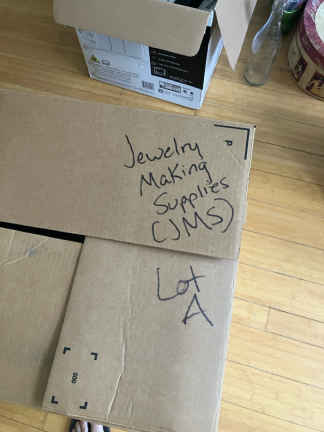 Jewelry
Making
Supplies
(JMS)
Lot
A
P